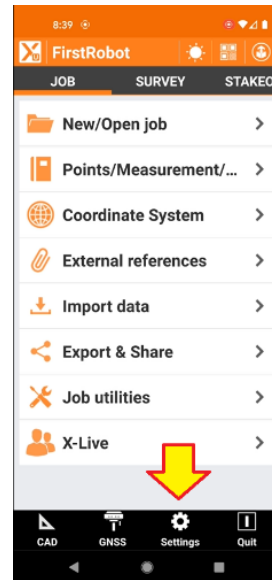 8:39
FirstRobot
JOB SURVEY STAKEO
New/Open job
Points/Measurement/...
Coordinate System
External references
Import data
Export & Share
Job utilities
X-Live
CAD GNSS Settings Quit